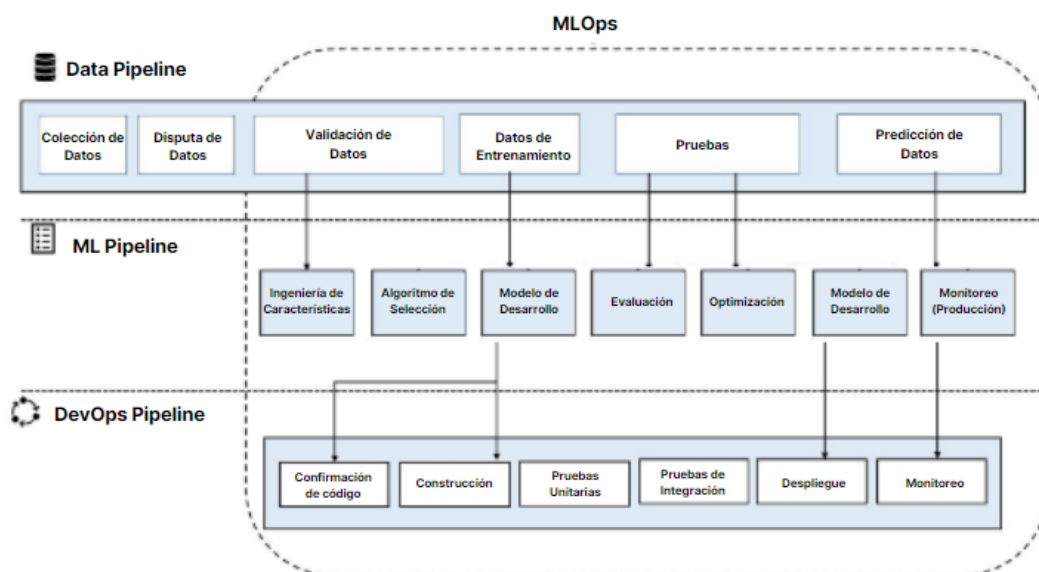 MLOps
Data Pipeline
Colección de
Datos
Disputa de
Datos
Validación de
Datos
Datos de
Entrenamiento
Pruebas
Predicción de
Datos
ML Pipeline
Ingeniería de
Características
Algoritmo de
Selección
Modelo de
Desarrollo
Evaluación
Optimización
Modelo de
Desarrollo
Monitoreo
(Producción)
DevOps Pipeline
Confirmación
de código
Construcción
Pruebas
Unitarias
Pruebas de
Integración
Despliegue
Monitoreo